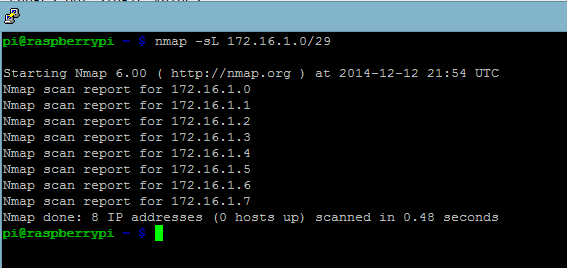 pi@raspberrypi ~ $ nmap -sL 172.16.1.0/29
Starting Nmap 6.00 ( http://nmap.org ) at 2014-12-12 21:54 UTC
Nmap scan report for 172.16.1.0
Nmap scan report for 172.16.1.1
Nmap scan report for 172.16.1.2
Nmap scan report for 172.16.1.3
Nmap scan report for 172.16.1.4
Nmap scan report for 172.16.1.5
Nmap scan report for 172.16.1.6
Nmap scan report for 172.16.1.7
Nmap done: 8 IP addresses (0 hosts up) scanned in 0.48 seconds
pi@raspberrypi ~ $